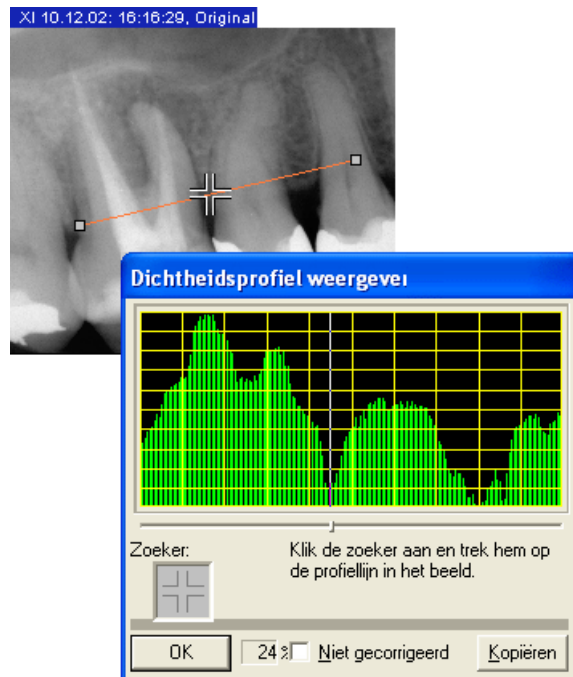 XI 10.12.02: 16:16:29, Original
Dichtheidsprofiel weergever
Zoeker:
Klik de zoeker aan en trek hem op
de profiellijn in het beeld.
OK
24 %
Niet gecorrigeerd
Kopiëren